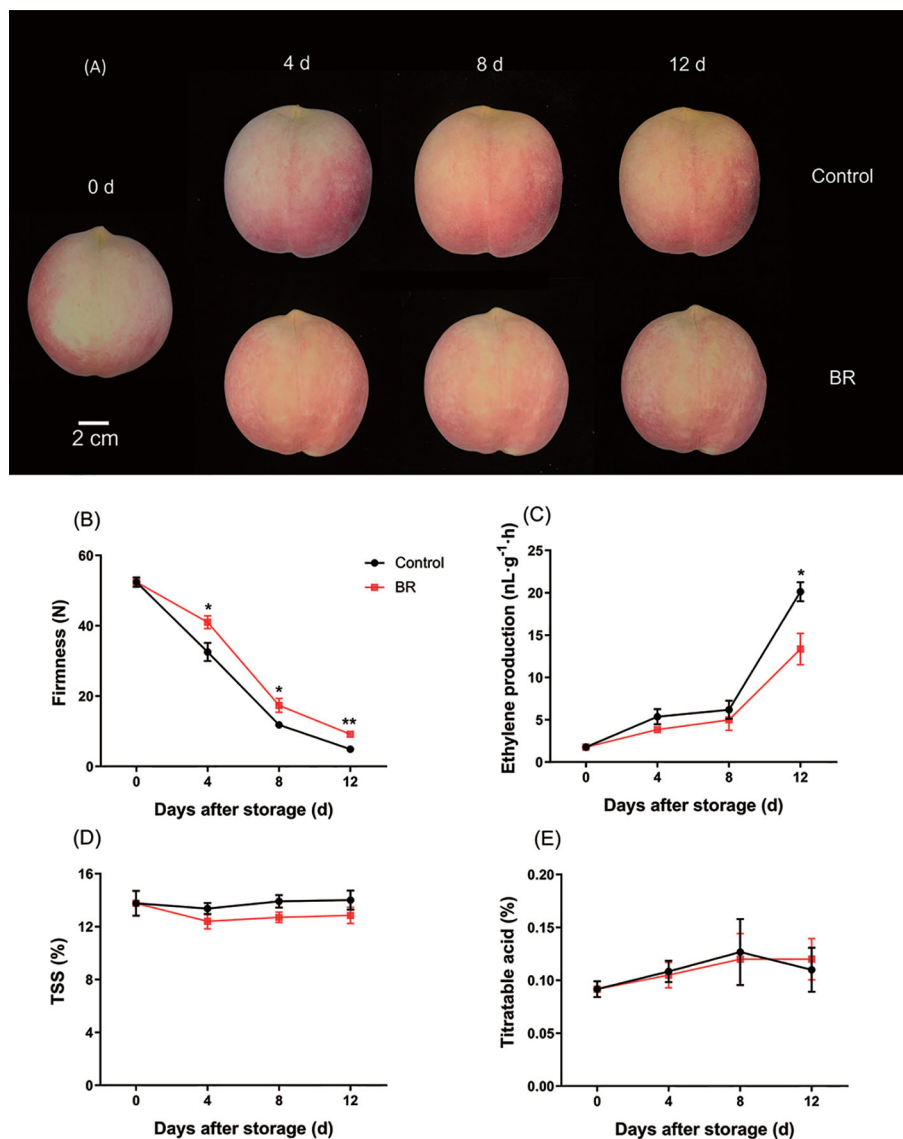 (A)
4 d 8 d 12 d
Control
0 d
BR
2 cm
(B)
Firmness (N)
60
40
20
0
* * **
Control
BR
0 4 8 12
Days after storage (d)
(C)
Ethylene production (nL·g⁻¹·h)
25
20
15
10
5
0
*
0 4 8 12
Days after storage (d)
(D)
TSS (%)
16
12
8
4
0
0 4 8 12
Days after storage (d)
(E)
Titratable acid (%)
0.20
0.15
0.10
0.05
0.00
0 4 8 12
Days after storage (d)